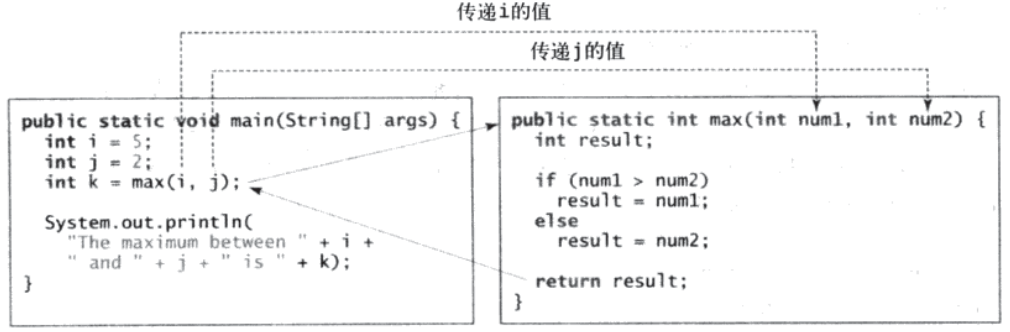 传递i的值
传递j的值
public static void main(String[] args) {
int i = 5;
int j = 2;
int k = max(i, j);
System.out.println(
"The maximum between " + i +
" and " + j + " is " + k);
}
public static int max(int num1, int num2) {
int result;
if (num1 > num2)
result = num1;
else
result = num2;
return result;
}